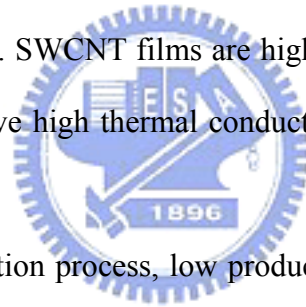 . SWCNT films are high
ve high thermal conduct
E S A
1896
tion process, low produc